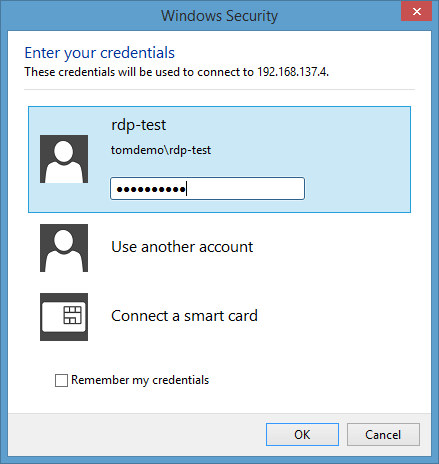 Windows Security
Enter your credentials
These credentials will be used to connect to 192.168.137.4.
rdp-test
tomdemo\rdp-test
●●●●●●●●●●
Use another account
Connect a smart card
Remember my credentials
OK
Cancel